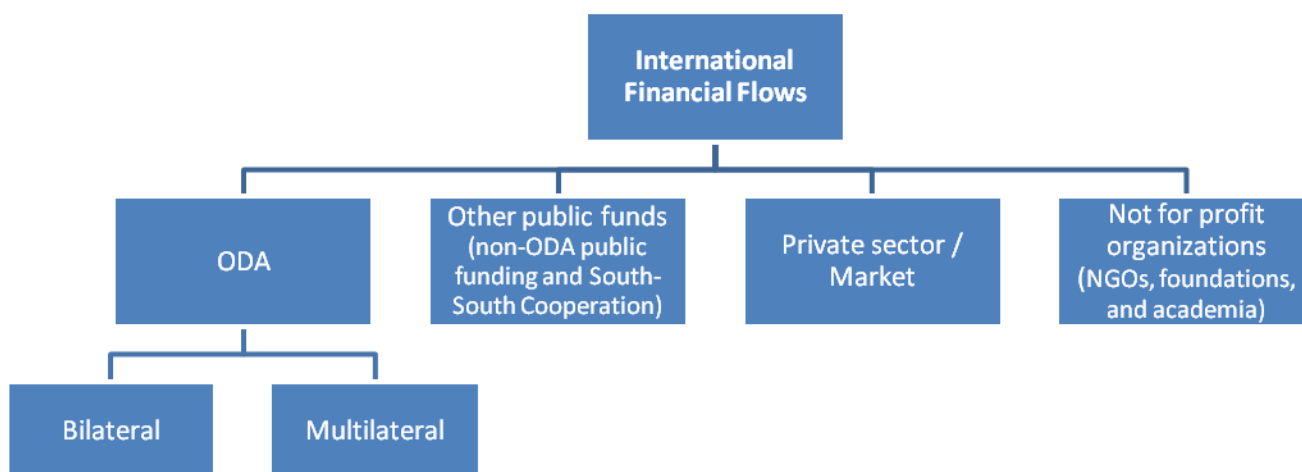 International
Financial Flows
ODA
Other public funds
(non-ODA public
funding and South-
South Cooperation)
Private sector /
Market
Not for profit
organizations
(NGOs, foundations,
and academia)
Bilateral
Multilateral